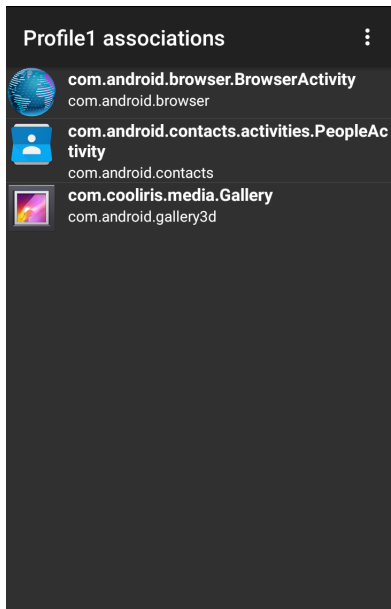 Profile1 associations
com.android.browser.BrowserActivity
com.android.browser
com.android.contacts.activities.PeopleAc
tivity
com.android.contacts
com.cooliris.media.Gallery
com.android.gallery3d